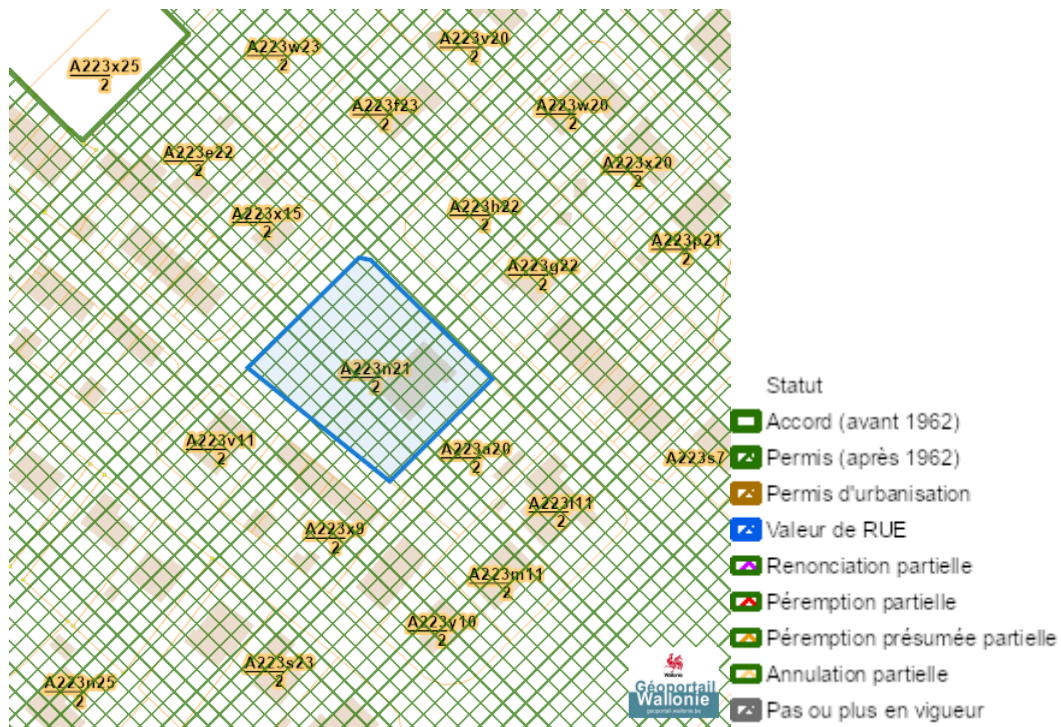 A223w23
2
A223v20
2
A223x25
2
A223f23
2
A223w20
2
A223e22
2
A223x20
2
A223h22
2
A223x15
2
A223p21
2
A223g22
2
A223n21
2
A223v11
2
A223a20
2
A223s7
A223l11
2
A223x9
2
A223m11
2
A223y10
2
A223s23
2
A223n25
2
Wallonie
Géoportail
Wallonie
geoportail.wallonie.be
Statut
Accord (avant 1962)
Permis (après 1962)
Permis d'urbanisation
Valeur de RUE
Renonciation partielle
Péremption partielle
Péremption présumée partielle
Annulation partielle
Pas ou plus en vigueur